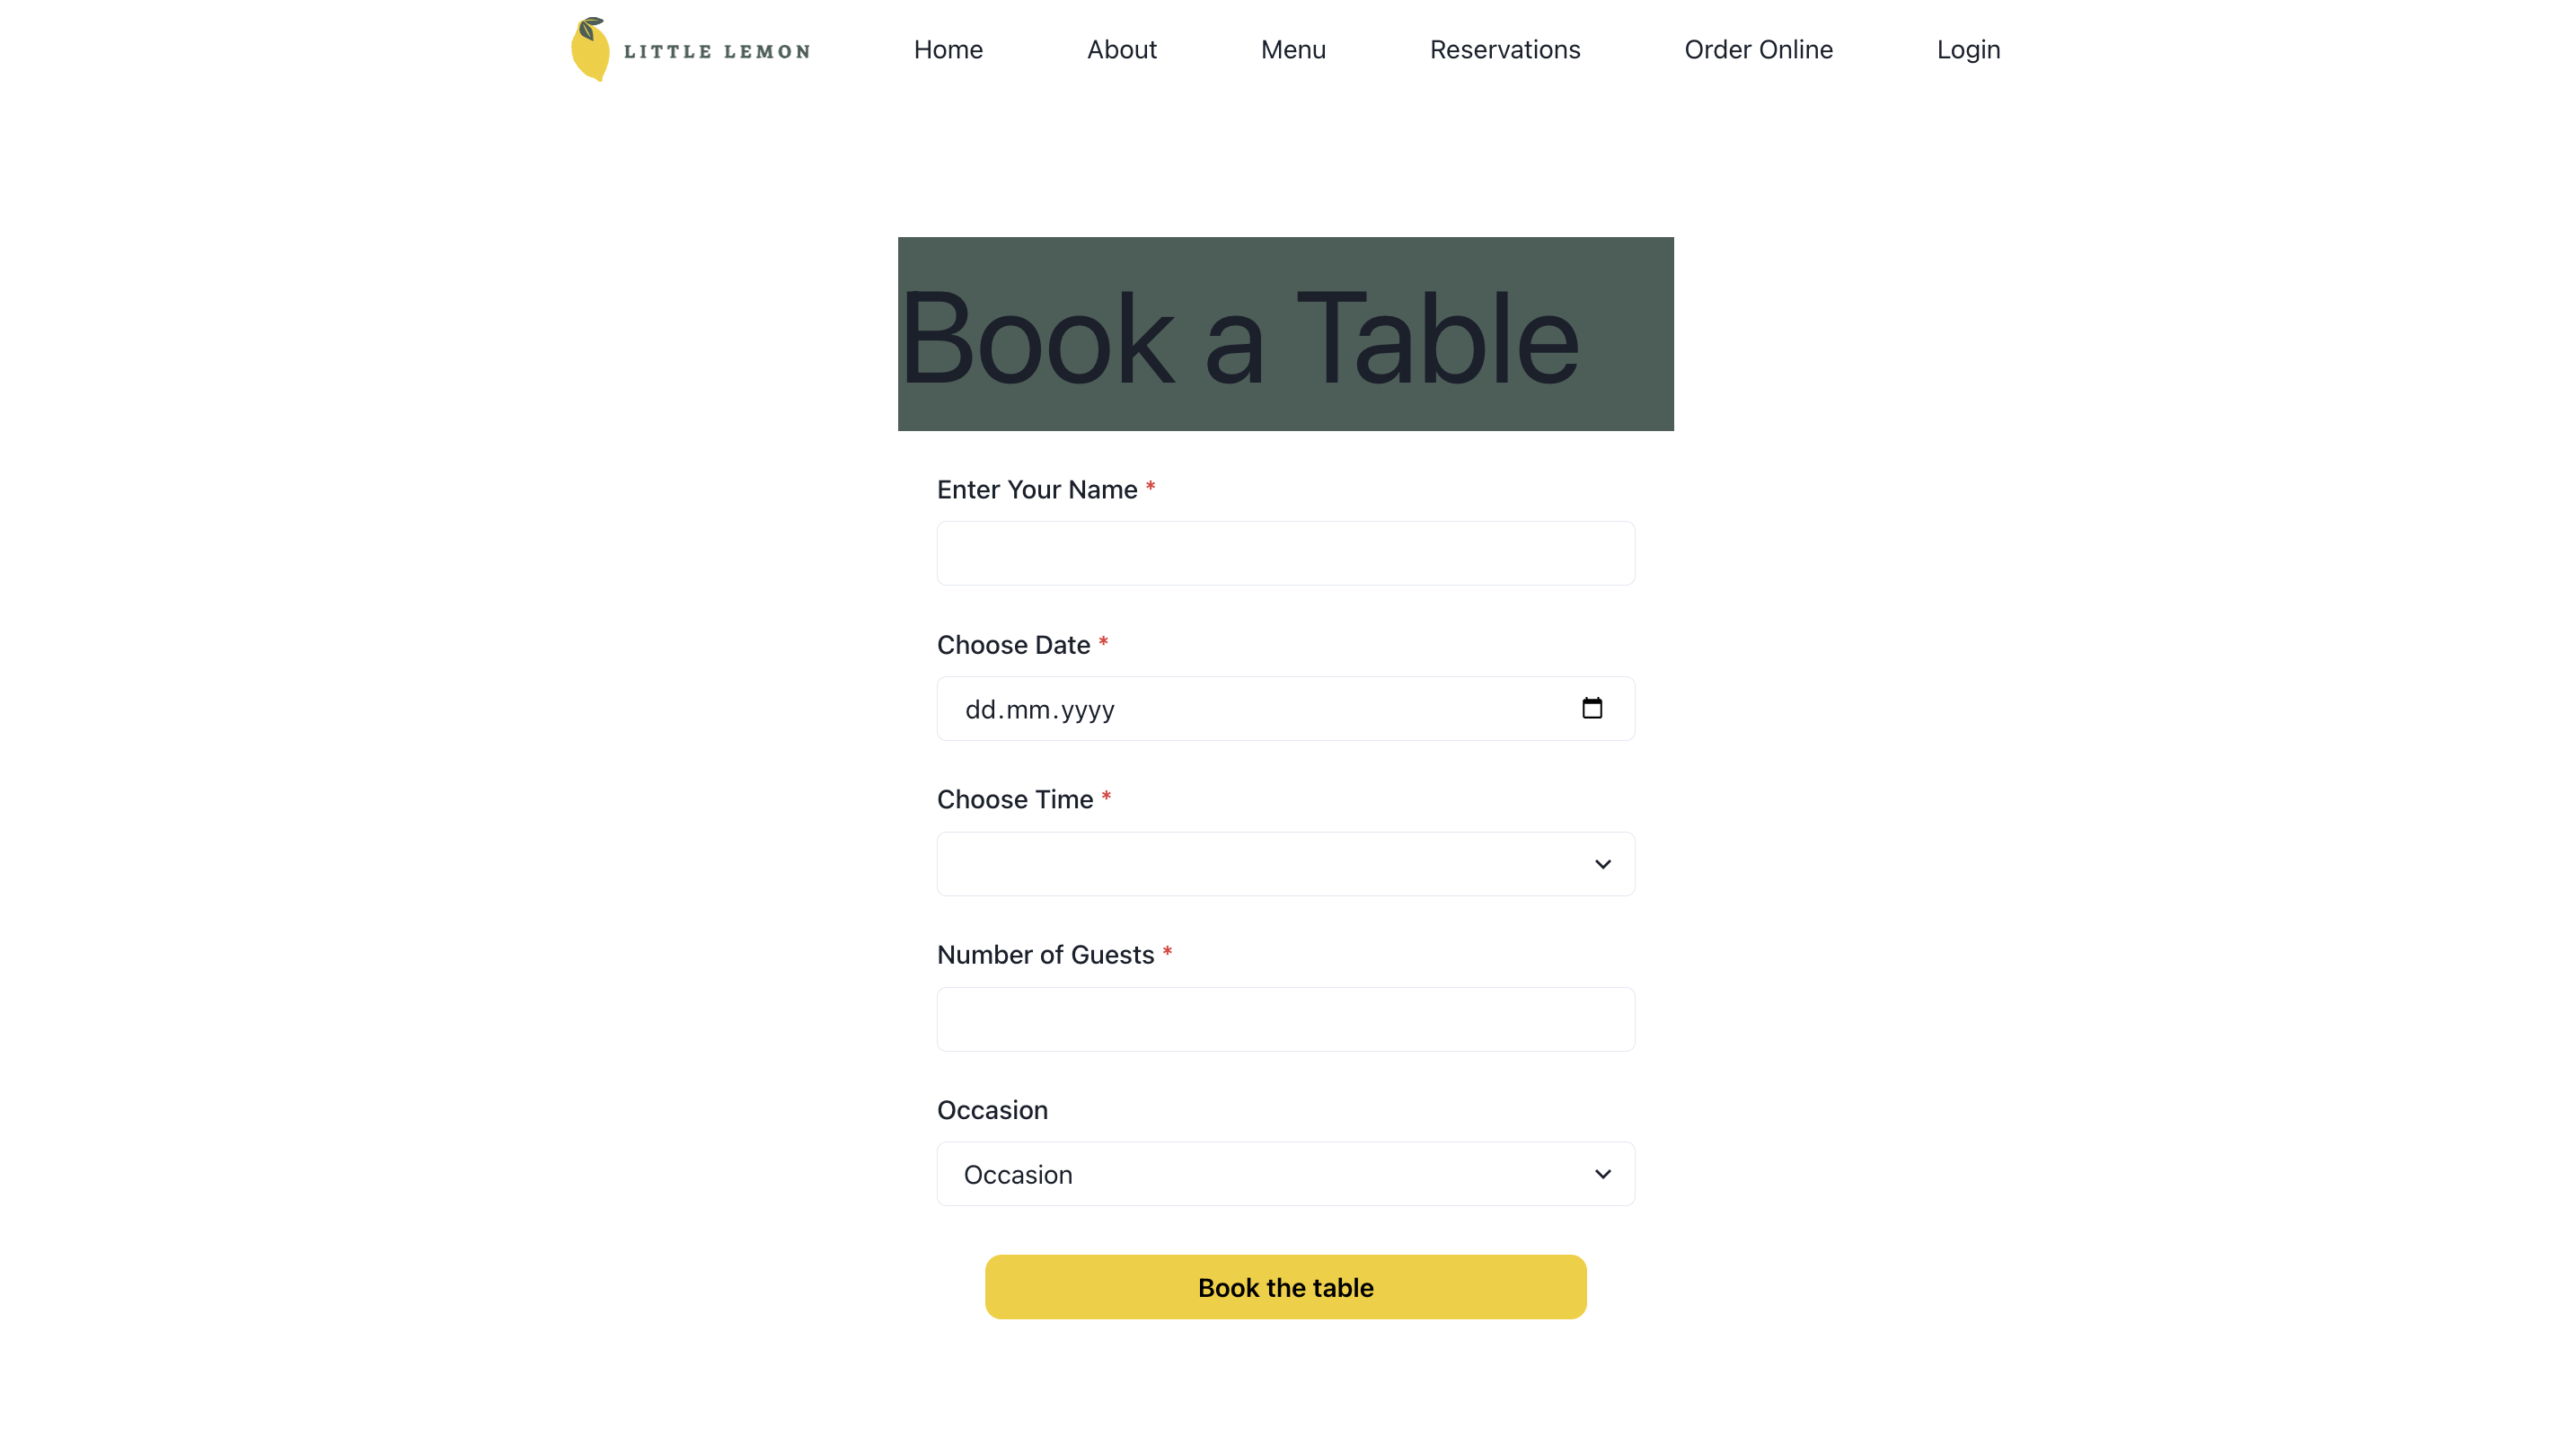 LITTLE LEMON Home About Menu Reservations Order Online Login
Book a Table
Enter Your Name *
Choose Date *
dd.mm.yyyy
Choose Time *
Number of Guests *
Occasion
Occasion
Book the table